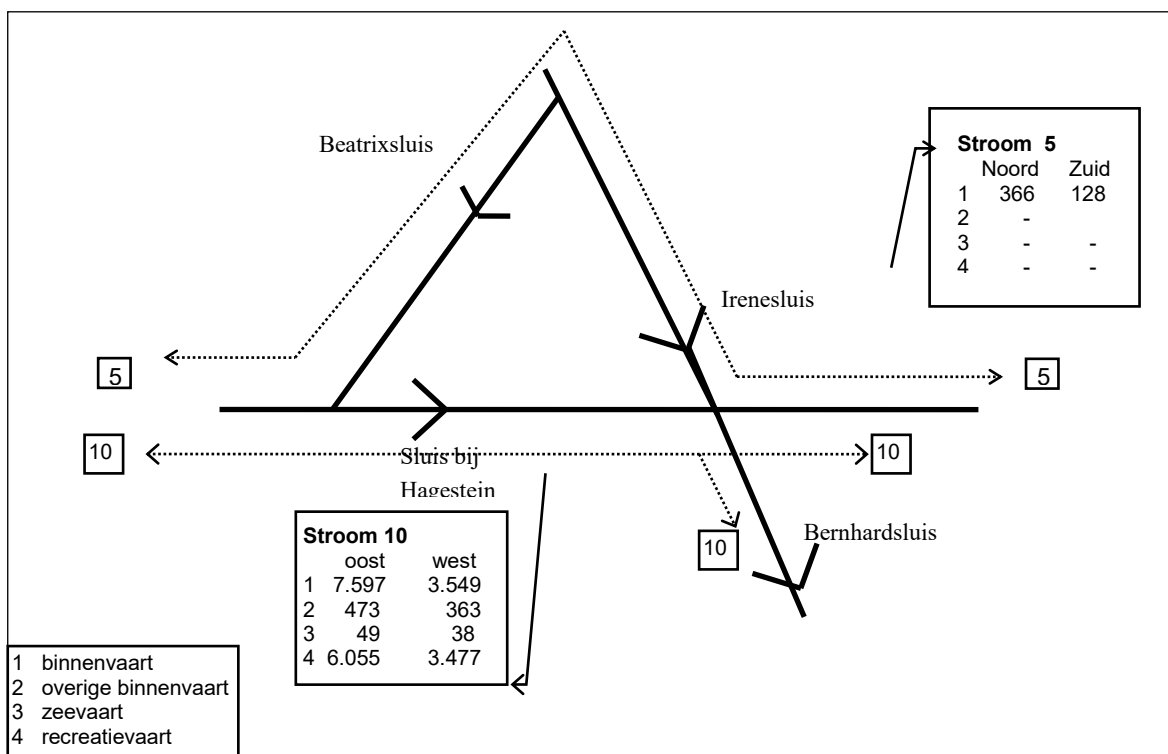 Beatrixsluis
Stroom 5
Noord Zuid
1 366 128
2 -
3 - -
4 - -
Irenesluis
5
5
10
10
Sluis bij
Hagestein
10
Bernhardsluis
Stroom 10
oost west
1 7.597 3.549
2 473 363
3 49 38
4 6.055 3.477
1 binnenvaart
2 overige binnenvaart
3 zeevaart
4 recreatievaart